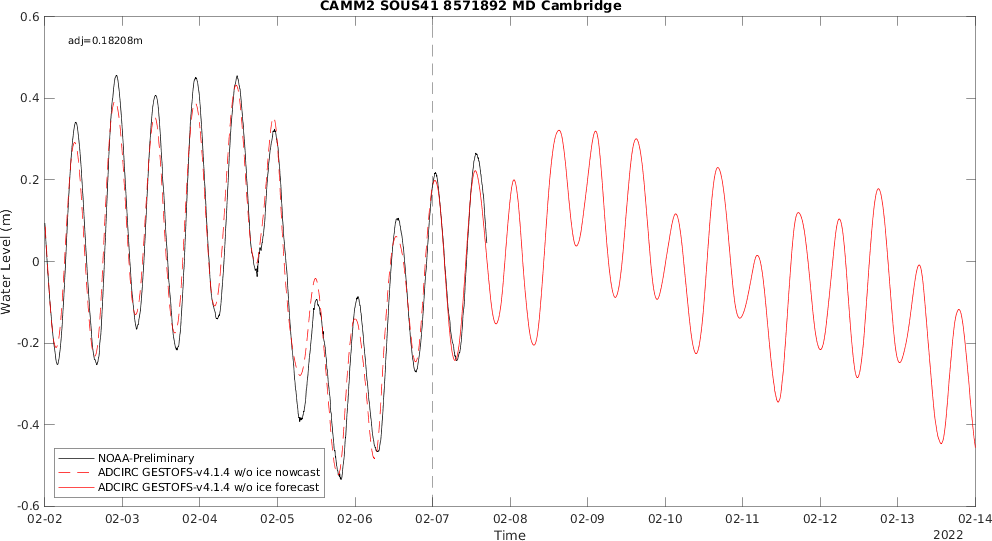 CAMM2 SOUS41 8571892 MD Cambridge
adj=0.18208m
0.6
0.4
0.2
0
-0.2
-0.4
-0.6
Water Level (m)
NOAA-Preliminary
ADCIRC GESTOFS-v4.1.4 w/o ice nowcast
ADCIRC GESTOFS-v4.1.4 w/o ice forecast
02-02 02-03 02-04 02-05 02-06 02-07 02-08 02-09 02-10 02-11 02-12 02-13 02-14
Time
2022